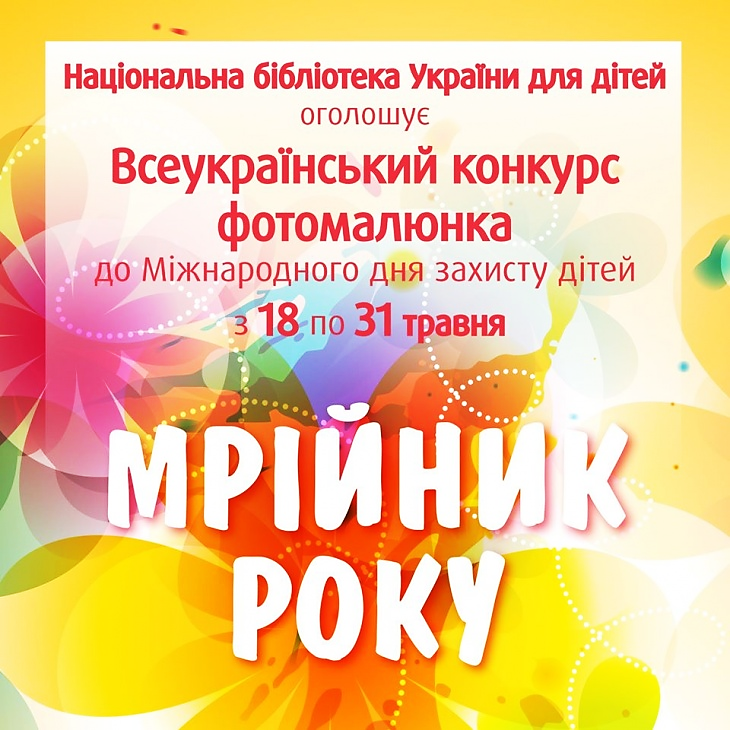 Національна бібліотека України для дітей
оголошує
Всеукраїнський конкурс
фотомалюнка
до Міжнародного дня захисту дітей
з 18 по 31 травня
МРІЙНИК
РОКУ